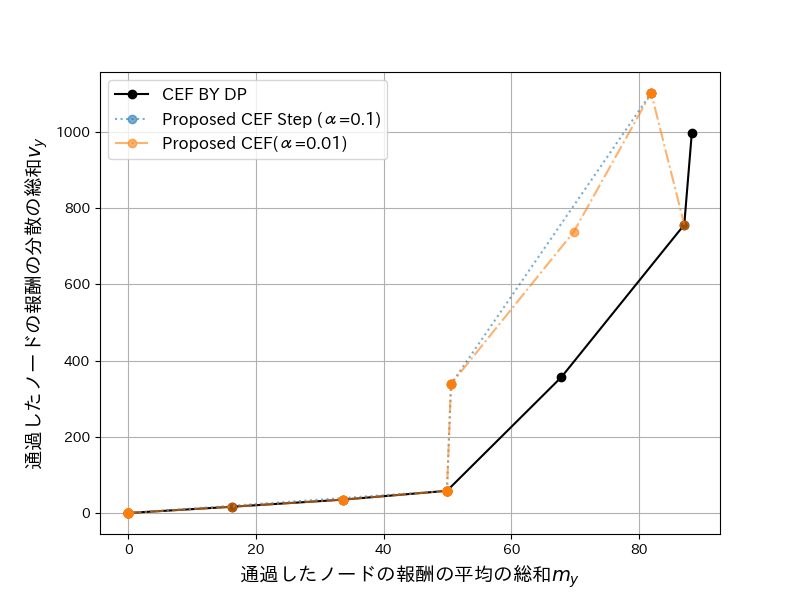 CEF BY DP
Proposed CEF Step (α=0.1)
Proposed CEF(α=0.01)
通過したノードの報酬の分散の総和v_y
1000
800
600
400
200
0
0 20 40 60 80
通過したノードの報酬の平均の総和m_y